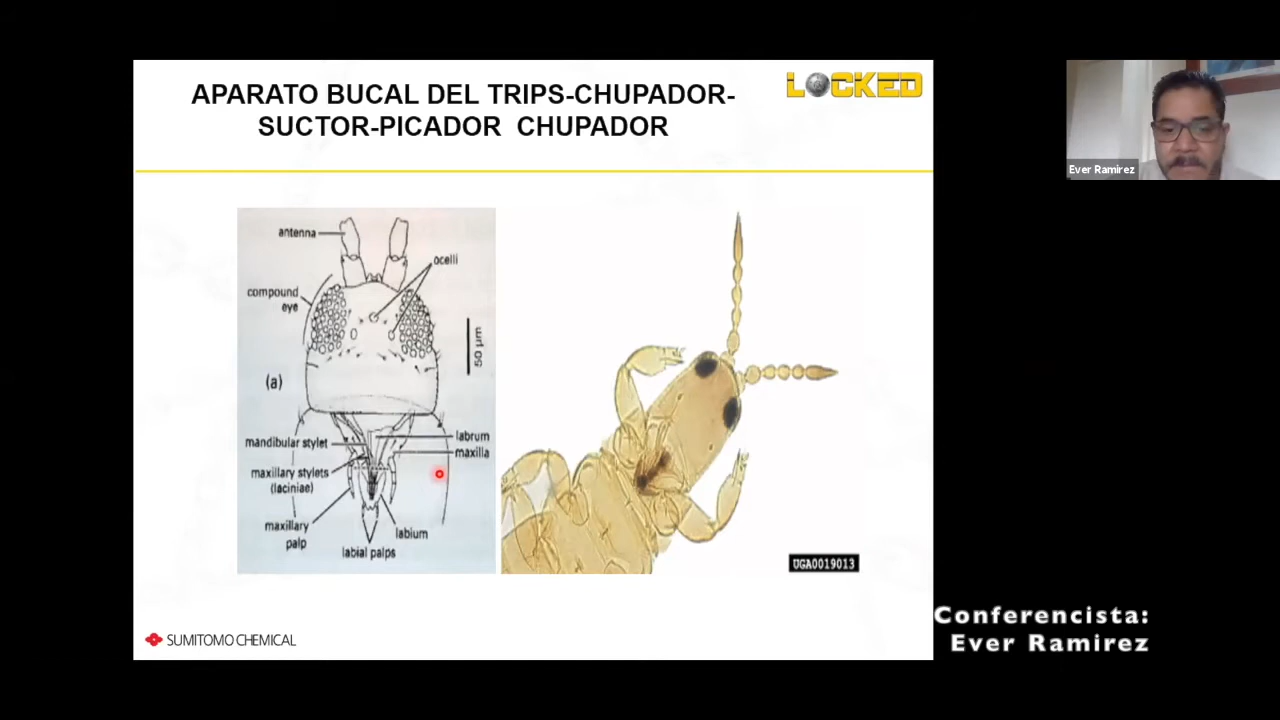 APARATO BUCAL DEL TRIPS-CHUPADOR-
SUCTOR-PICADOR CHUPADOR
LOCKED
Ever Ramirez
antenna
ocelli
compound
eye
50 µm
(a)
mandibular stylet
labrum
maxilla
maxillary stylets
(laciniae)
maxillary
palp
labium
labial palps
UGA0019013
SUMITOMO CHEMICAL
Conferencista:
Ever Ramirez